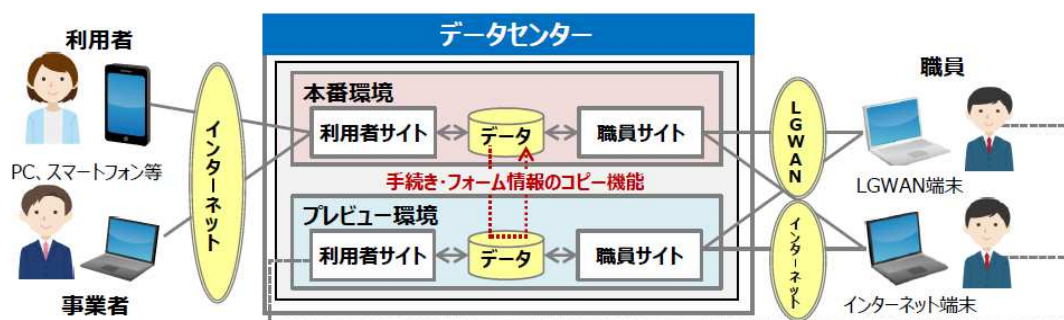 データセンター
利用者
PC、スマートフォン等
事業者
インターネット
本番環境
利用者サイト
データ
職員サイト
手続き・フォーム情報のコピー機能
プレビュー環境
利用者サイト
データ
職員サイト
LGWAN
インターネット
職員
LGWAN端末
インターネット端末